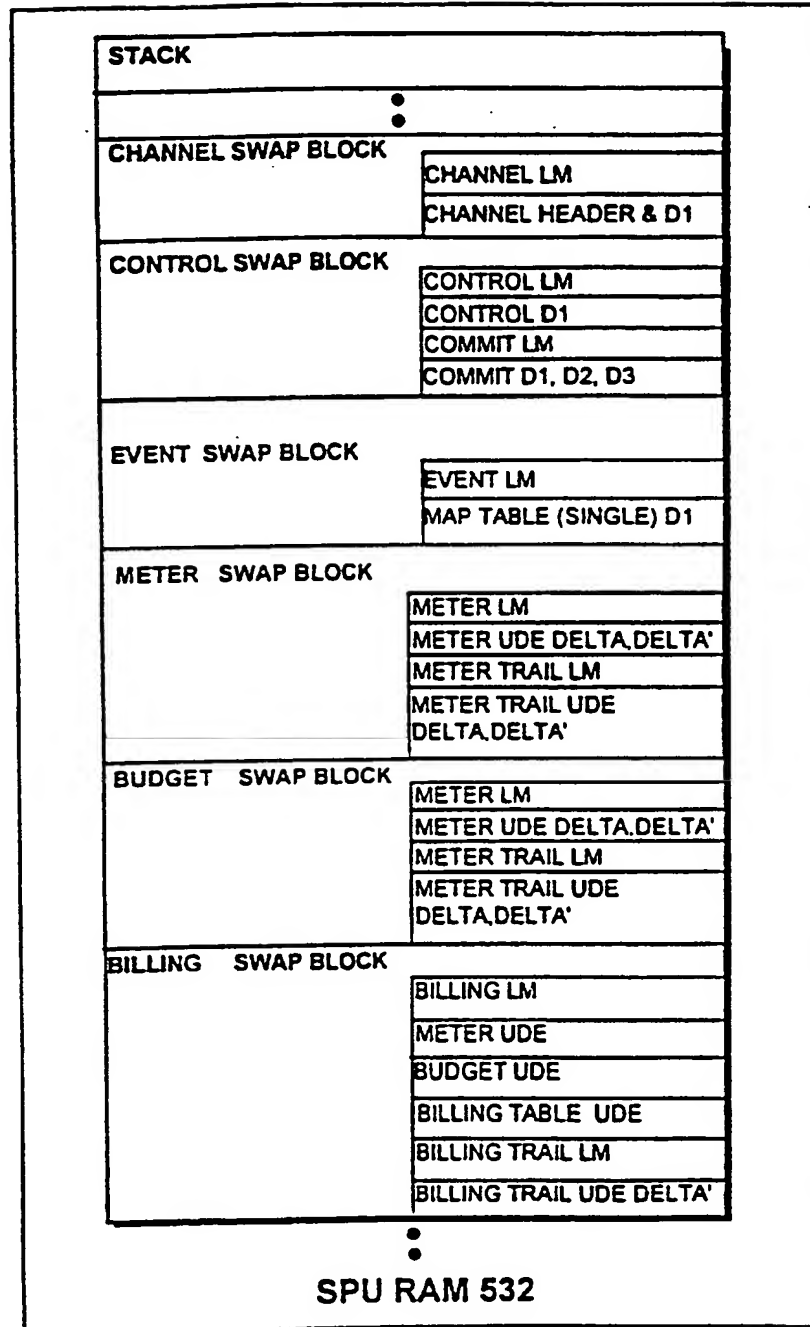 STACK
CHANNEL SWAP BLOCK
CHANNEL LM
CHANNEL HEADER & D1
CONTROL SWAP BLOCK
CONTROL LM
CONTROL D1
COMMIT LM
COMMIT D1, D2, D3
EVENT SWAP BLOCK
EVENT LM
MAP TABLE (SINGLE) D1
METER SWAP BLOCK
METER LM
METER UDE DELTA,DELTA'
METER TRAIL LM
METER TRAIL UDE
DELTA,DELTA'
BUDGET SWAP BLOCK
METER LM
METER UDE DELTA,DELTA'
METER TRAIL LM
METER TRAIL UDE
DELTA,DELTA'
BILLING SWAP BLOCK
BILLING LM
METER UDE
BUDGET UDE
BILLING TABLE UDE
BILLING TRAIL LM
BILLING TRAIL UDE DELTA'
SPU RAM 532